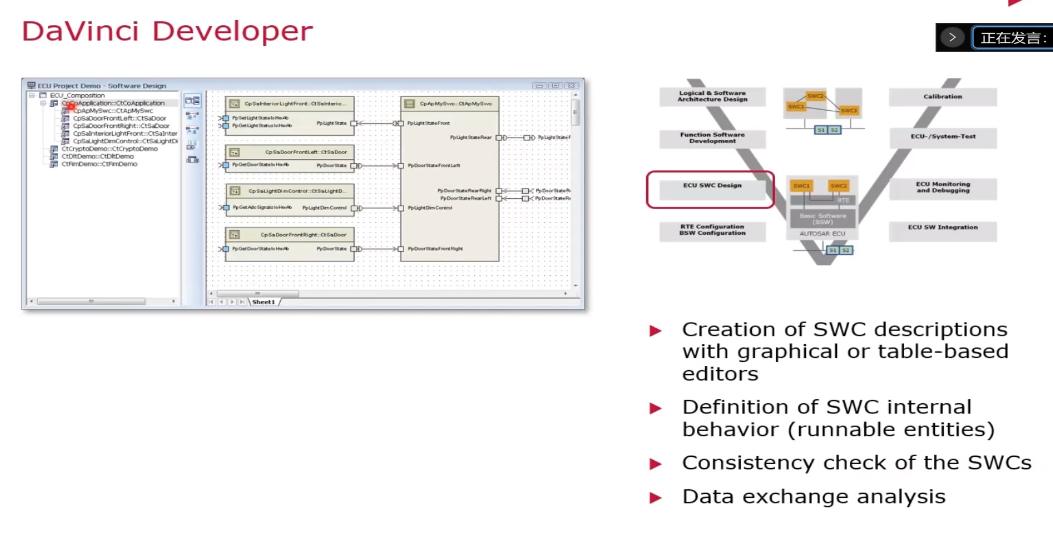 DaVinci Developer
正在发言：
ECU Project Demo - Software Design
ECU_Composition
CpCoApplication::CtCoApplication
CpApMySwc::CtApMySwc
CpSaDoorFrontLeft::CtSaDoor
CpSaDoorFrontRight::CtSaDoor
CpSaInteriorLightFront::CtSaInter
CpSaLightDimControl::CtSaLightDi
CtCryptoDemo::CtCryptoDemo
CtDltDemo::CtDltDemo
CtFimDemo::CtFimDemo
CpSaInteriorLightFront::CtSaInterio...
PpGetLightStatusIoHwAb
PpSetLightStatusIoHwAb
PpLightState
CpSaDoorFrontLeft::CtSaDoor
PpGetDoorStateIoHwAb
PpDoorState
CpSaLightDimControl::CtSaLightD...
PpGetAdcSignalsIoHwAb
PpLightDimControl
CpSaDoorFrontRight::CtSaDoor
PpGetDoorStateIoHwAb
PpDoorState
CpApMySwc::CtApMySwc
PpLightStateFront
PpLightStateRear
PpDoorStateFrontLeft
PpDoorStateRearRight
PpDoorStateRearLeft
PpLightDimControl
PpDoorStateFrontRight
PpLightStateF
PpDoorStateR
PpDoorStateR
Sheet1
Logical & Software
Architecture Design
Function Software
Development
ECU SWC Design
RTE Configuration
BSW Configuration
SWC2
SWC1
SWC3
S1 S2
SWC1
SWC2
RTE
Basic Software
(BSW)
AUTOSAR ECU
S1 S2
Calibration
ECU-/System-Test
ECU Monitoring
and Debugging
ECU SW Integration
Creation of SWC descriptions
with graphical or table-based
editors
Definition of SWC internal
behavior (runnable entities)
Consistency check of the SWCs
Data exchange analysis